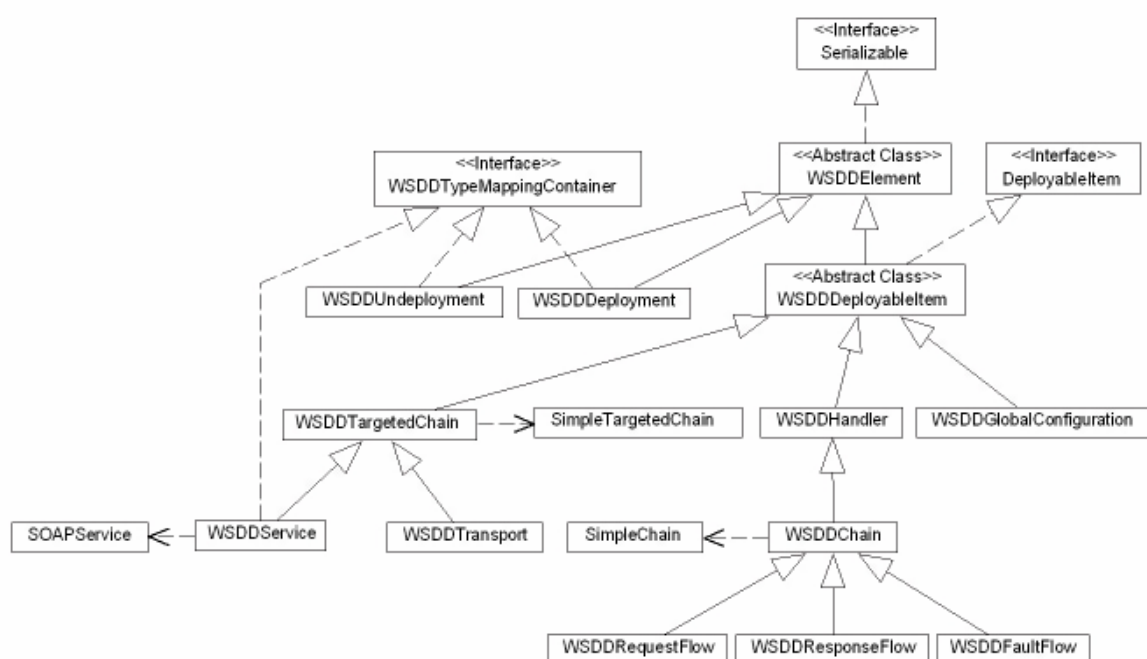 <<Interface>>
Serializable
<<Interface>>
WSDDTypeMappingContainer
<<Abstract Class>>
WSDDElement
<<Interface>>
DeployableItem
<<Abstract Class>>
WSDDDeployableItem
WSDDUndeployment
WSDDDeployment
WSDDTargetedChain
SimpleTargetedChain
WSDDHandler
WSDDGlobalConfiguration
SOAPService
WSDDService
WSDDTransport
SimpleChain
WSDDChain
WSDDRequestFlow
WSDDResponseFlow
WSDDFaultFlow